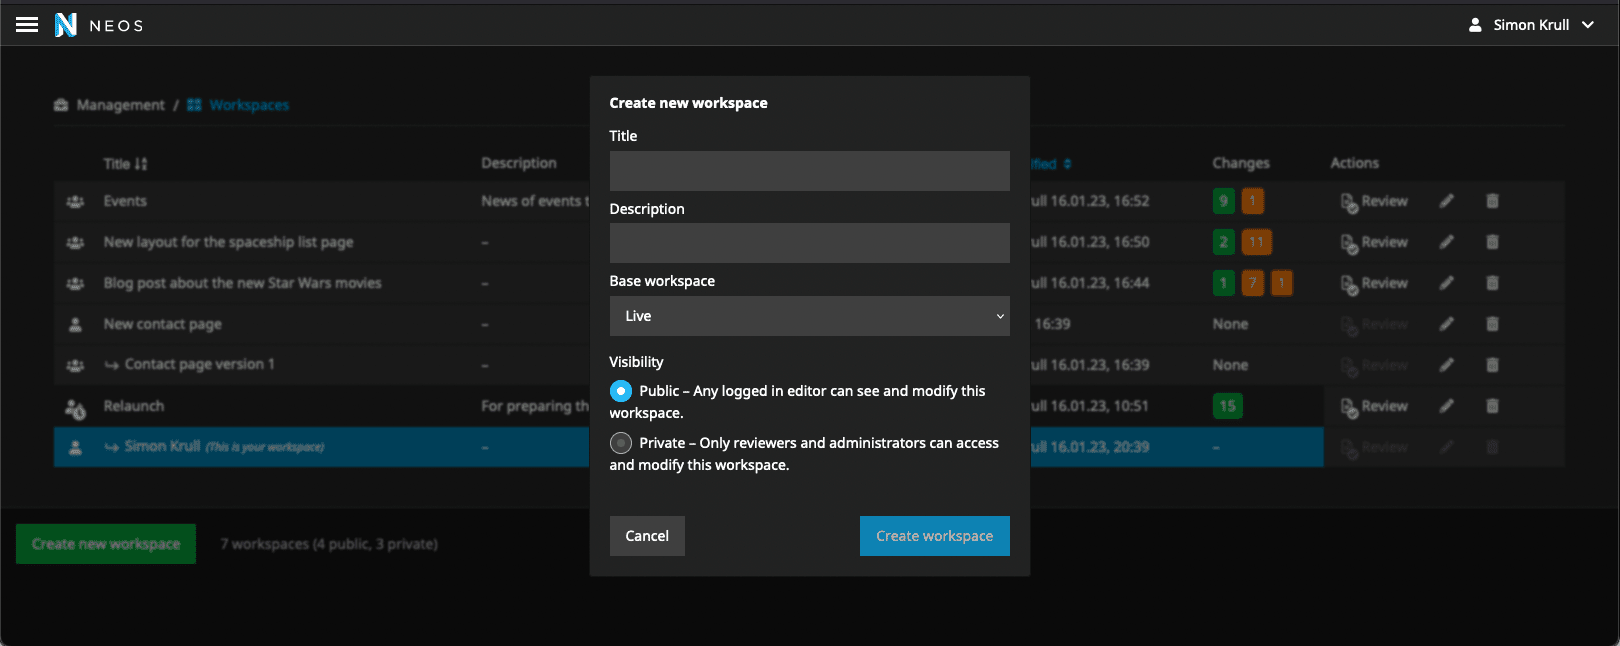 NEOS
Simon Krull
Management / Workspaces
Create new workspace
Title
Description
Base workspace
Live
Visibility
Public – Any logged in editor can see and modify this
workspace.
Private – Only reviewers and administrators can access
and modify this workspace.
Cancel
Create workspace
Title Description ified Changes Actions
Events News of events t ull 16.01.23, 16:52 9 1 Review
New layout for the spaceship list page – ull 16.01.23, 16:50 2 11 Review
Blog post about the new Star Wars movies – ull 16.01.23, 16:44 1 7 1 Review
New contact page – 16:39 None Review
Contact page version 1 – ull 16.01.23, 16:39 None Review
Relaunch For preparing th ull 16.01.23, 10:51 15 Review
Simon Krull (This is your workspace) – ull 16.01.23, 20:39 – Review
Create new workspace 7 workspaces (4 public, 3 private)